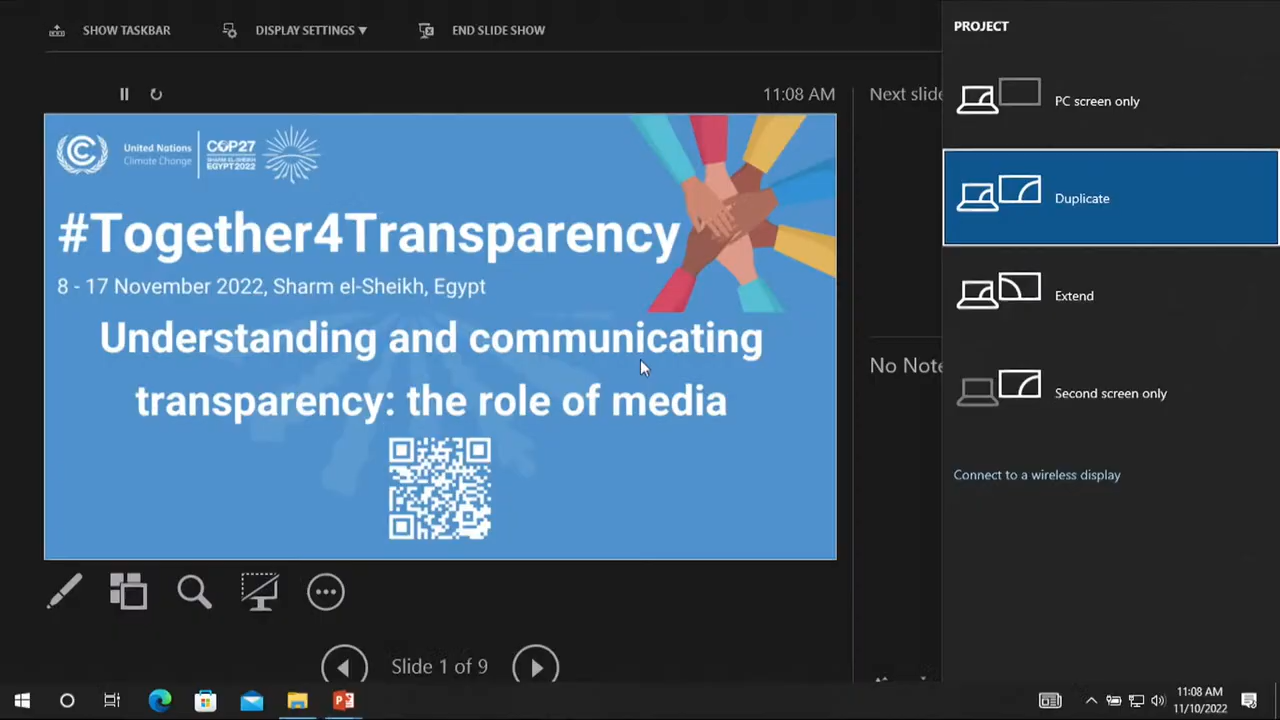 SHOW TASKBAR
DISPLAY SETTINGS ▾
END SLIDE SHOW
11:08 AM
Next slide
United Nations
Climate Change
COP27
SHARM EL-SHEIKH
EGYPT2022
#Together4Transparency
8 - 17 November 2022, Sharm el-Sheikh, Egypt
Understanding and communicating
transparency: the role of media
No Note
Slide 1 of 9
PROJECT
PC screen only
Duplicate
Extend
Second screen only
Connect to a wireless display
11:08 AM
11/10/2022